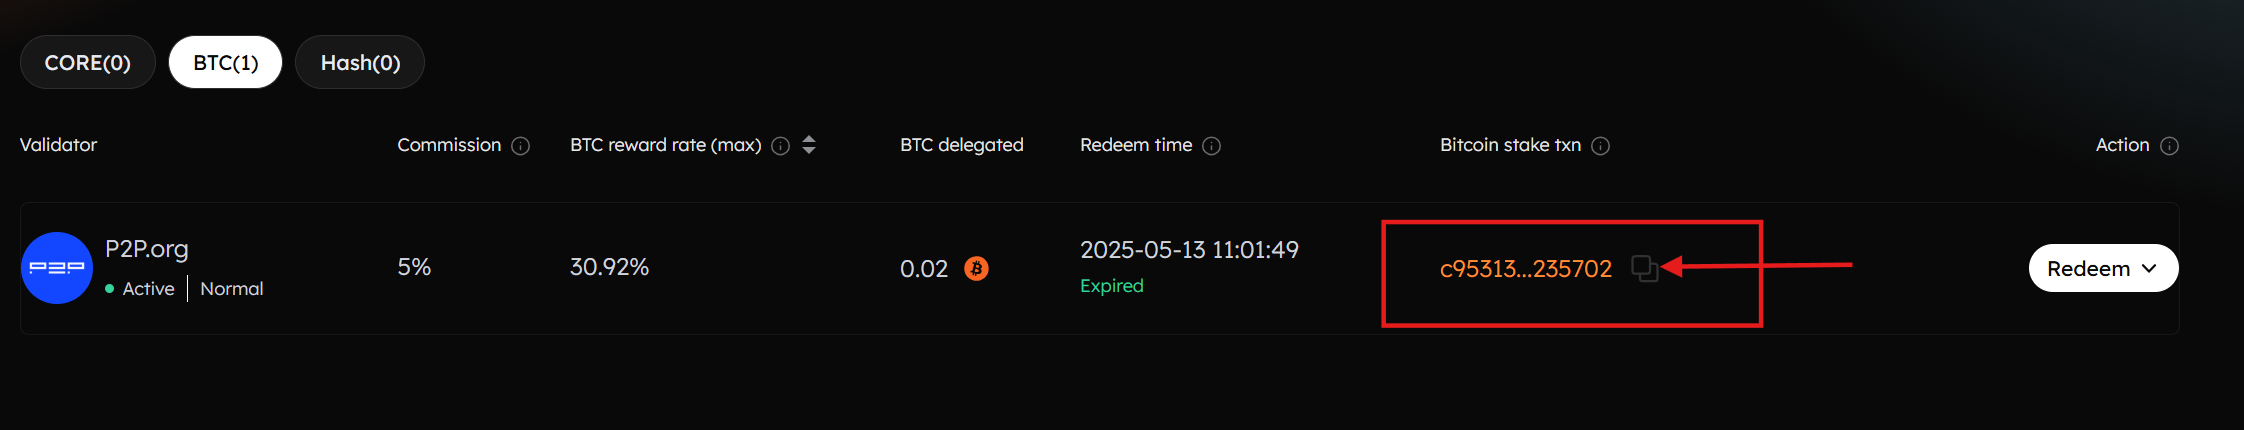 CORE(0) BTC(1) Hash(0)
Validator Commission BTC reward rate (max) BTC delegated Redeem time Bitcoin stake txn Action
P2P P2P.org 5% 30.92% 0.02 2025-05-13 11:01:49 c95313...235702 Redeem
Active Normal Expired